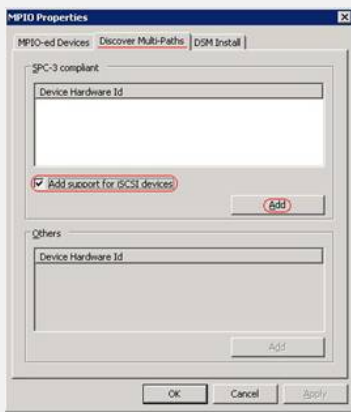 MPIO Properties
MPIO-ed Devices Discover Multi-Paths DSM Install
SPC-3 compliant
Device Hardware Id
Add support for iSCSI devices
Add
Others
Device Hardware Id
Add
OK Cancel Apply